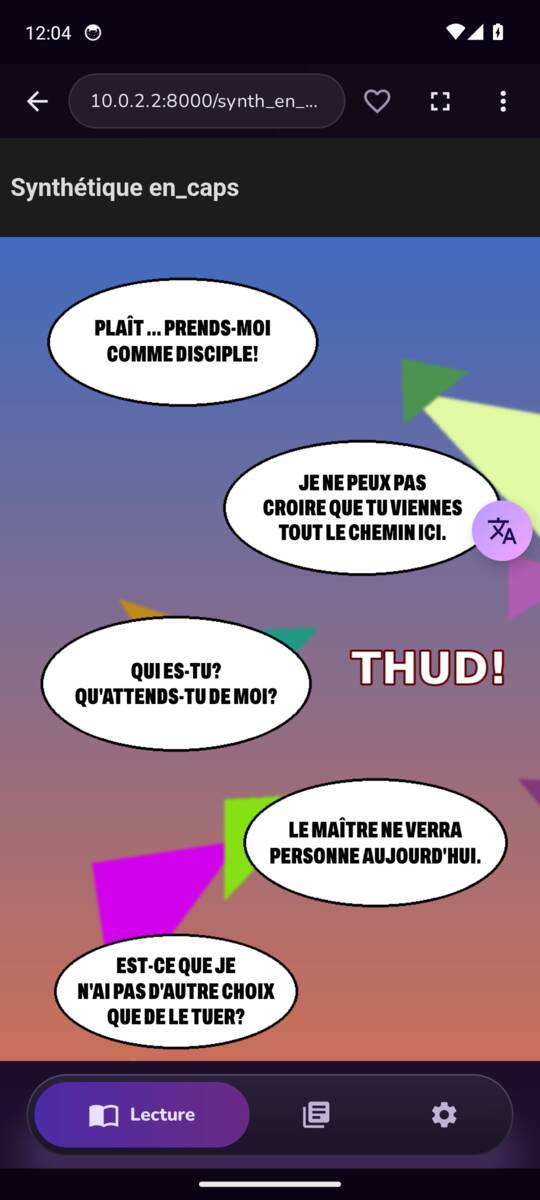 12:04
10.0.2.2:8000/synth_en_...
Synthétique en_caps
PLAÎT ... PRENDS-MOI
COMME DISCIPLE!
JE NE PEUX PAS
CROIRE QUE TU VIENNES
TOUT LE CHEMIN ICI.
QUI ES-TU?
QU'ATTENDS-TU DE MOI?
THUD!
LE MAÎTRE NE VERRA
PERSONNE AUJOURD'HUI.
EST-CE QUE JE
N'AI PAS D'AUTRE CHOIX
QUE DE LE TUER?
Lecture